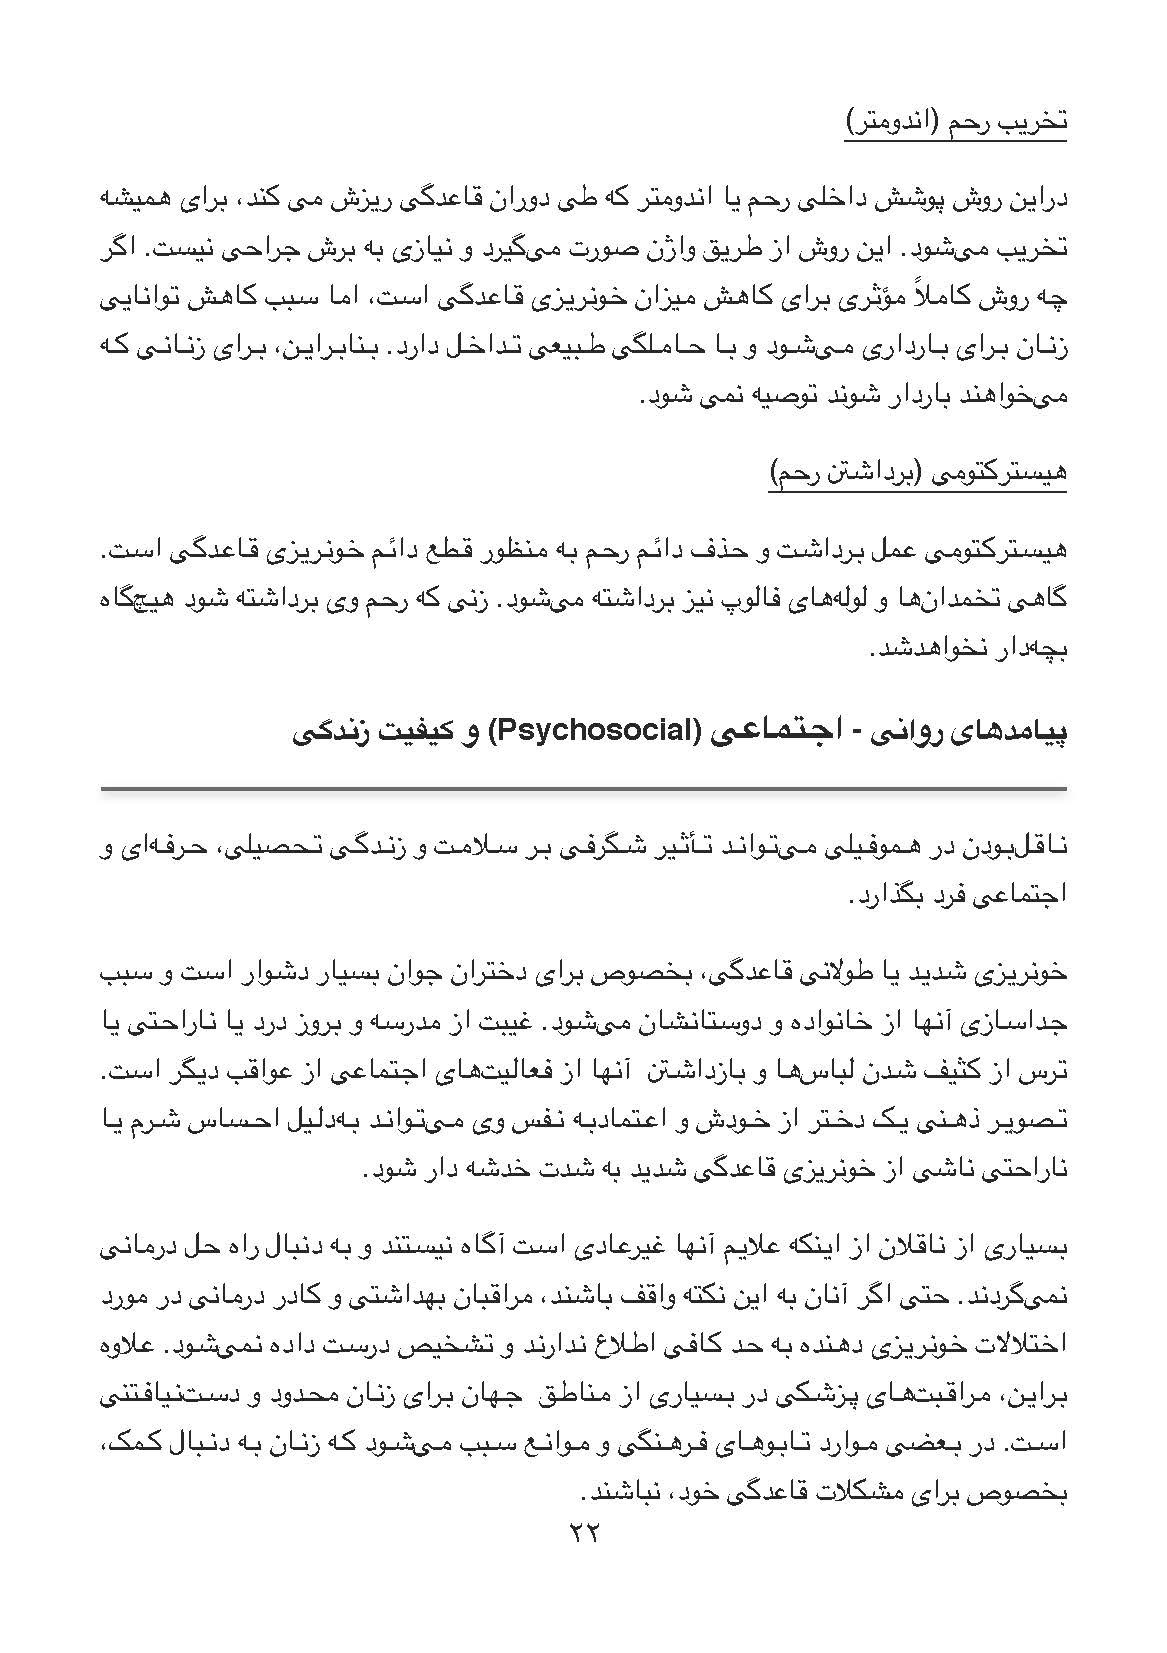 تخریب رحم (اندومتر)
دراین روش پوشش داخلی رحم یا اندومتر که طی دوران قاعدگی ریزش می کند، برای همیشه
تخریب می‌شود. این روش از طریق واژن صورت می‌گیرد و نیازی به برش جراحی نیست. اگر
چه روش کاملاً مؤثری برای کاهش میزان خونریزی قاعدگی است، اما سبب کاهش توانایی
زنان برای بارداری می‌شود و با حاملگی طبیعی تداخل دارد. بنابراین، برای زنانی که
می‌خواهند باردار شوند توصیه نمی شود.
هیسترکتومی (برداشتن رحم)
هیسترکتومی عمل برداشت و حذف دائم رحم به منظور قطع دائم خونریزی قاعدگی است.
گاهی تخمدان‌ها و لوله‌های فالوپ نیز برداشته می‌شود. زنی که رحم وی برداشته شود هیچ‌گاه
بچه‌دار نخواهدشد.
پیامدهای روانی - اجتماعی (Psychosocial) و کیفیت زندگی
ناقل‌بودن در هموفیلی می‌تواند تأثیر شگرفی بر سلامت و زندگی تحصیلی، حرفه‌ای و
اجتماعی فرد بگذارد.
خونریزی شدید یا طولانی قاعدگی، بخصوص برای دختران جوان بسیار دشوار است و سبب
جداسازی آنها از خانواده و دوستانشان می‌شود. غیبت از مدرسه و بروز درد یا ناراحتی یا
ترس از کثیف شدن لباس‌ها و بازداشتن آنها از فعالیت‌های اجتماعی از عواقب دیگر است.
تصویر ذهنی یک دختر از خودش و اعتمادبه نفس وی می‌تواند به‌دلیل احساس شرم یا
ناراحتی ناشی از خونریزی قاعدگی شدید به شدت خدشه دار شود.
بسیاری از ناقلان از اینکه علایم آنها غیرعادی است آگاه نیستند و به دنبال راه حل درمانی
نمی‌گردند. حتی اگر آنان به این نکته واقف باشند، مراقبان بهداشتی و کادر درمانی در مورد
اختلالات خونریزی دهنده به حد کافی اطلاع ندارند و تشخیص درست داده نمی‌شود. علاوه
براین، مراقبت‌های پزشکی در بسیاری از مناطق جهان برای زنان محدود و دست‌نیافتنی
است. در بعضی موارد تابوهای فرهنگی و موانع سبب می‌شود که زنان به دنبال کمک،
بخصوص برای مشکلات قاعدگی خود، نباشند.
۲۲